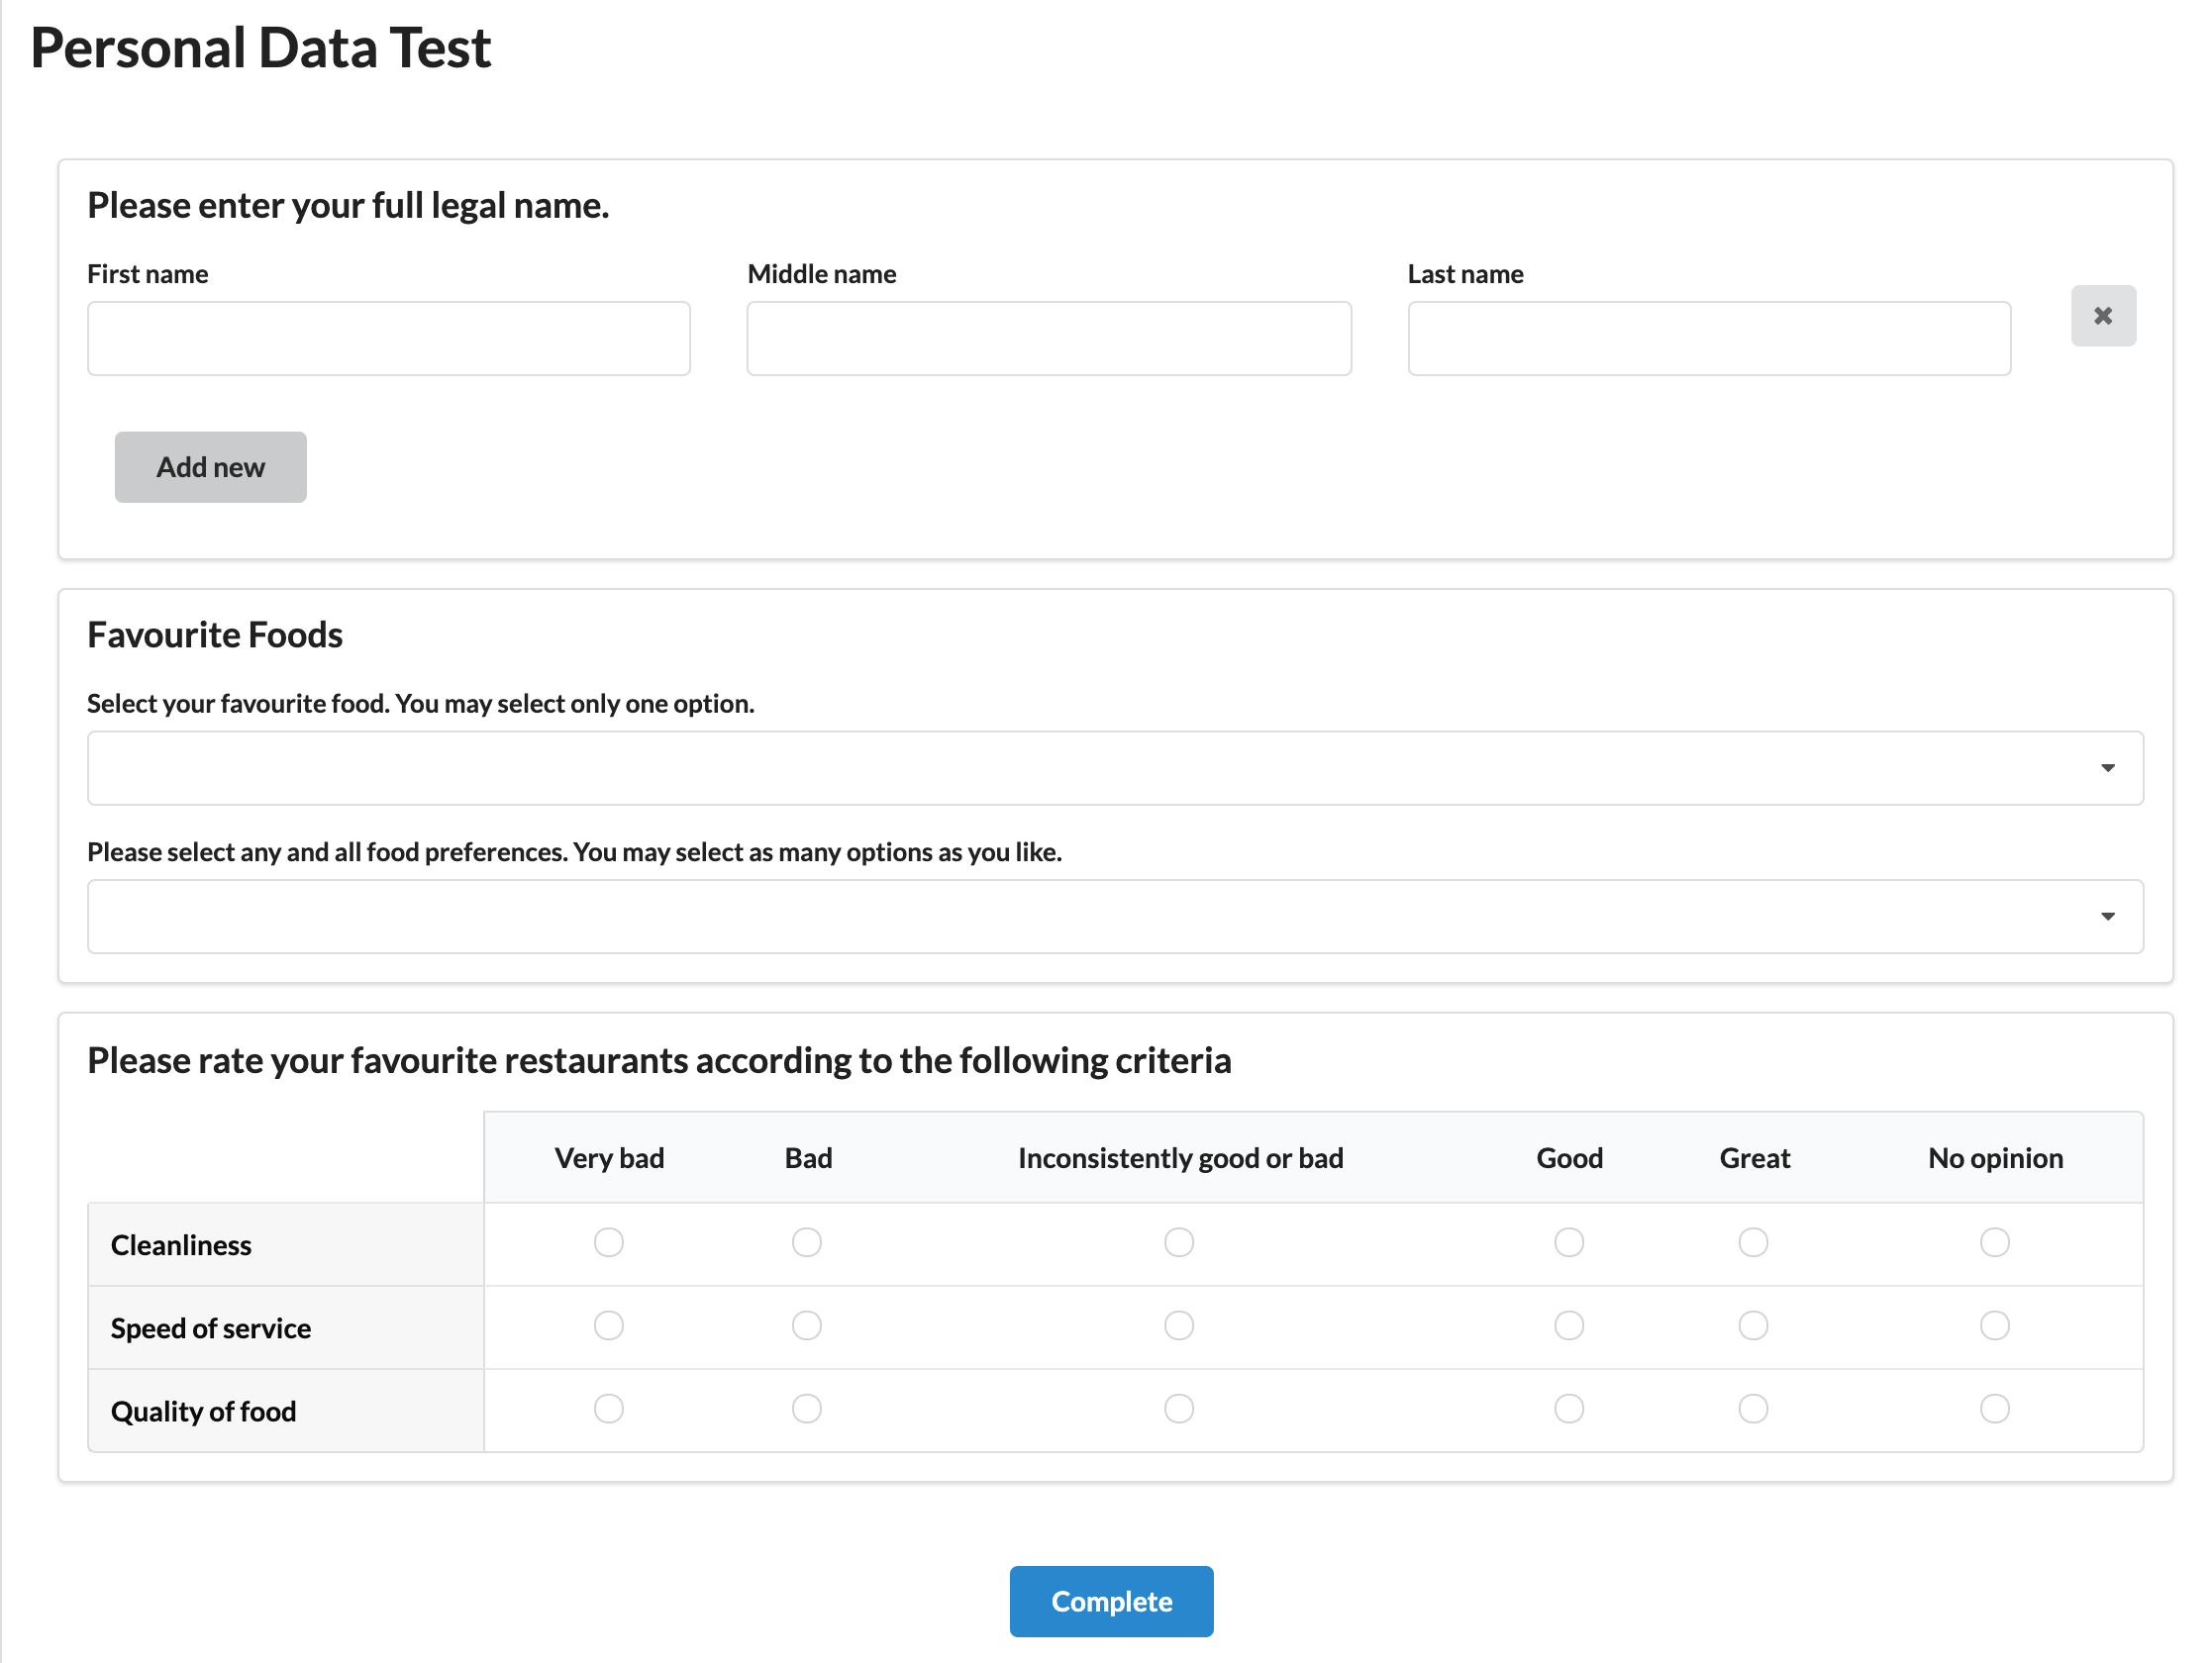 Personal Data Test
Please enter your full legal name.
First name Middle name Last name
Add new
Favourite Foods
Select your favourite food. You may select only one option.
Please select any and all food preferences. You may select as many options as you like.
Please rate your favourite restaurants according to the following criteria
Very bad Bad Inconsistently good or bad Good Great No opinion
Cleanliness
Speed of service
Quality of food
Complete